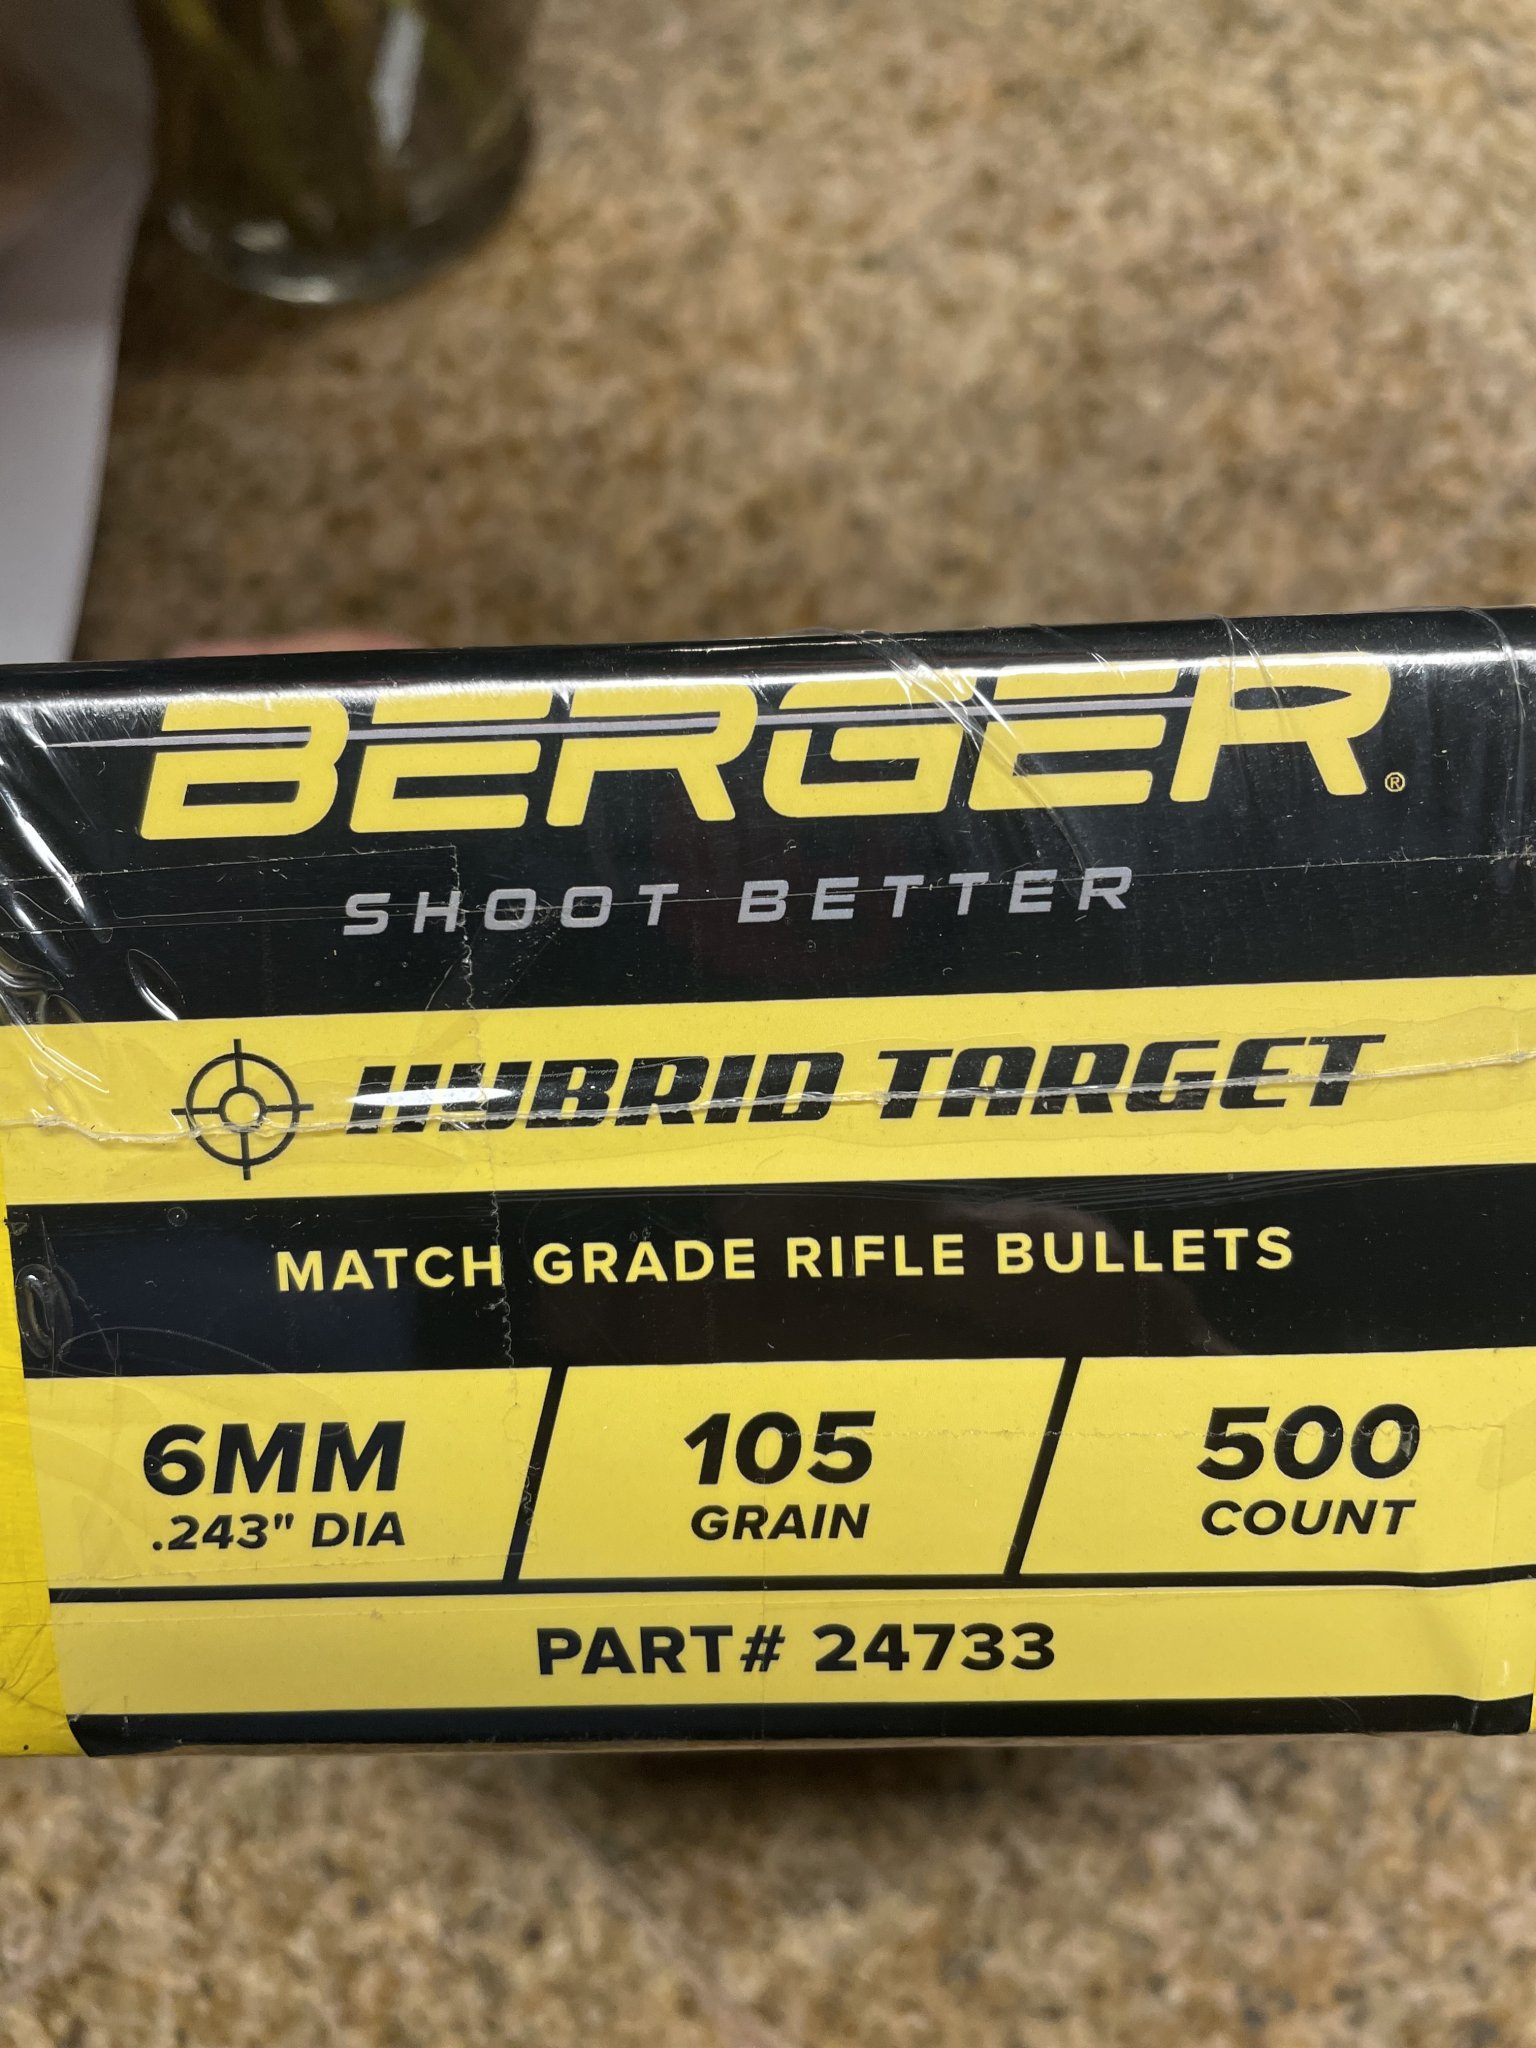 BERGER®
SHOOT BETTER
HYBRID TARGET
MATCH GRADE RIFLE BULLETS
6MM 105 500
.243" DIA GRAIN COUNT
PART# 24733